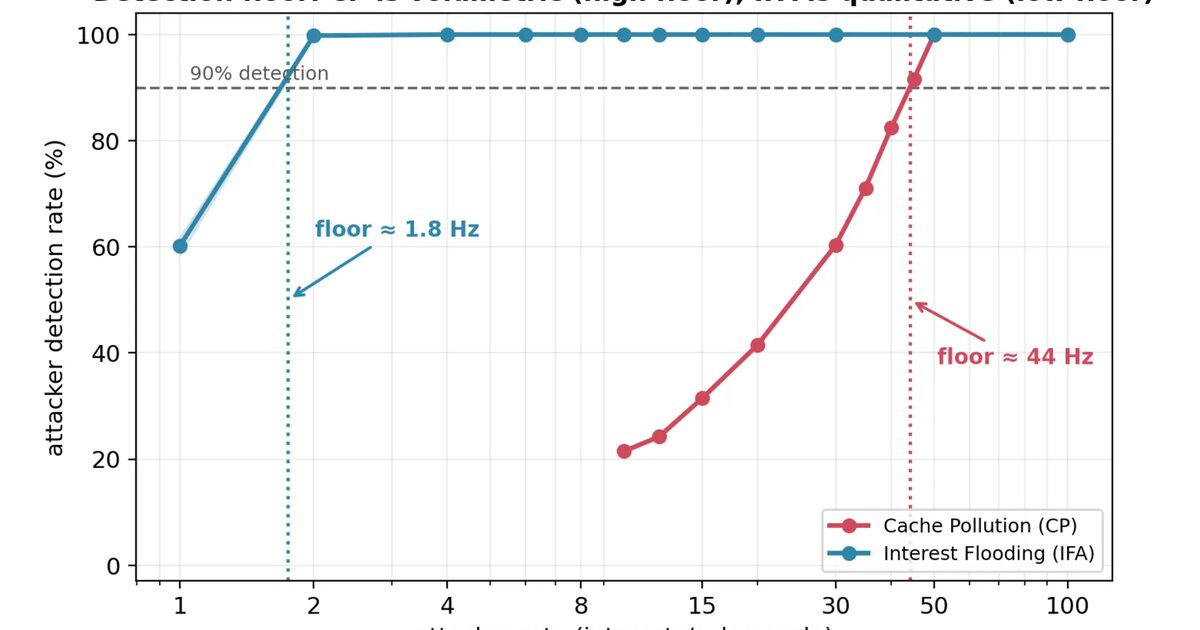 90% detection
floor ≈ 1.8 Hz
floor ≈ 44 Hz
attacker detection rate (%)
100
80
60
40
20
0
Cache Pollution (CP)
Interest Flooding (IFA)
1 2 4 8 15 30 50 100